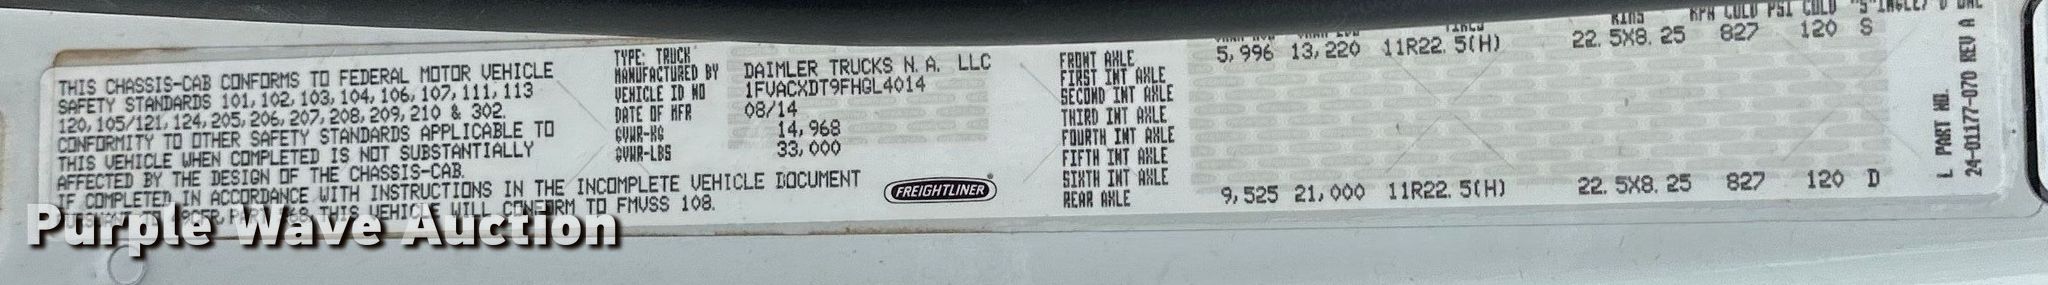 THIS CHASSIS-CAB CONFORMS TO FEDERAL MOTOR VEHICLE
SAFETY STANDARDS 101, 102, 103, 104, 106, 107, 111, 113
120, 105/121, 124, 205, 206, 207, 208, 209, 210 & 302.
CONFORMITY TO OTHER SAFETY STANDARDS APPLICABLE TO
THIS VEHICLE WHEN COMPLETED IS NOT SUBSTANTIALLY
AFFECTED BY THE DESIGN OF THE CHASSIS-CAB.
IF COMPLETED IN ACCORDANCE WITH INSTRUCTIONS IN THE INCOMPLETE VEHICLE DOCUMENT
THIS VEHICLE WILL CONFORM TO FMVSS 108.
Purple Wave Auction
TYPE: TRUCK
MANUFACTURED BY DAIMLER TRUCKS N.A. LLC
VEHICLE ID NO 1FVACXDT9FHGL4014
DATE OF MFR 08/14
GVWR-KG 14,968
GVWR-LBS 33,000
FREIGHTLINER
RIMS COLD PSI COLD
FRONT AXLE 5,996 13,220 11R22.5(H) 22.5X8.25 827 120 S
FIRST INT AXLE
SECOND INT AXLE
THIRD INT AXLE
FOURTH INT AXLE
FIFTH INT AXLE
SIXTH INT AXLE
REAR AXLE 9,525 21,000 11R22.5(H) 22.5X8.25 827 120 D
L PART NO.
24-01177-070 REV A